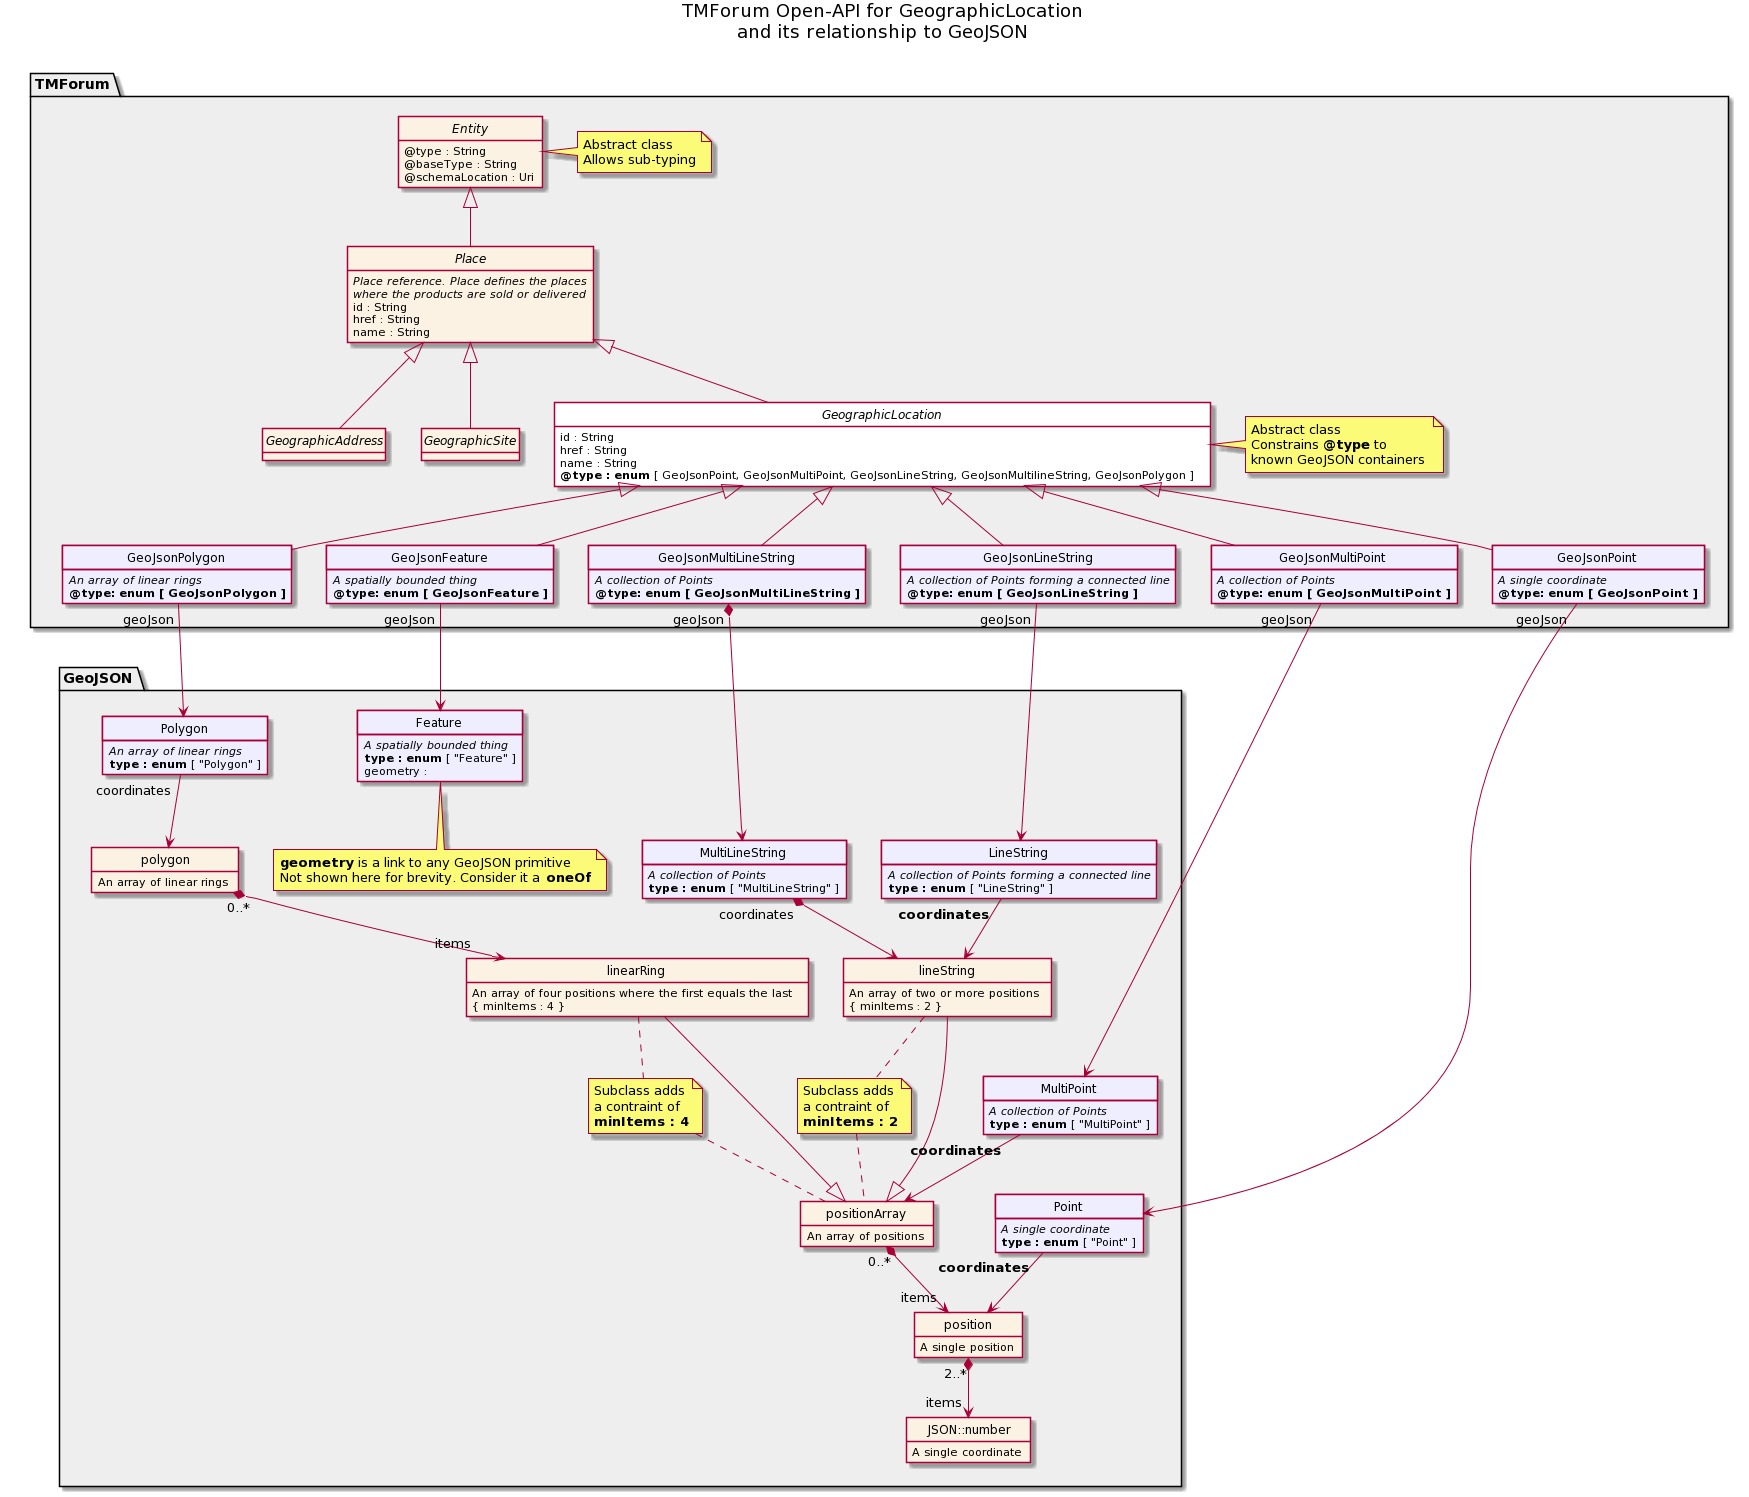 TMForum Open-API for GeographicLocation
and its relationship to GeoJSON
TMForum
Entity
@type : String
@baseType : String
@schemaLocation : Uri
Abstract class
Allows sub-typing
Place
Place reference. Place defines the places
where the products are sold or delivered
id : String
href : String
name : String
GeographicAddress
GeographicSite
GeographicLocation
id : String
href : String
name : String
@type : enum [ GeoJsonPoint, GeoJsonMultiPoint, GeoJsonLineString, GeoJsonMultilineString, GeoJsonPolygon ]
Abstract class
Constrains @type to
known GeoJSON containers
GeoJsonPolygon
An array of linear rings
@type: enum [ GeoJsonPolygon ]
GeoJsonFeature
A spatially bounded thing
@type: enum [ GeoJsonFeature ]
GeoJsonMultiLineString
A collection of Points
@type: enum [ GeoJsonMultiLineString ]
GeoJsonLineString
A collection of Points forming a connected line
@type: enum [ GeoJsonLineString ]
GeoJsonMultiPoint
A collection of Points
@type: enum [ GeoJsonMultiPoint ]
GeoJsonPoint
A single coordinate
@type: enum [ GeoJsonPoint ]
geoJson
geoJson
geoJson
geoJson
geoJson
geoJson
GeoJSON
Polygon
An array of linear rings
type : enum [ "Polygon" ]
Feature
A spatially bounded thing
type : enum [ "Feature" ]
geometry :
coordinates
polygon
An array of linear rings
geometry is a link to any GeoJSON primitive
Not shown here for brevity. Consider it a oneOf
MultiLineString
A collection of Points
type : enum [ "MultiLineString" ]
LineString
A collection of Points forming a connected line
type : enum [ "LineString" ]
0..*
coordinates
coordinates
items
linearRing
An array of four positions where the first equals the last
{ minItems : 4 }
lineString
An array of two or more positions
{ minItems : 2 }
Subclass adds
a contraint of
minItems : 4
Subclass adds
a contraint of
minItems : 2
MultiPoint
A collection of Points
type : enum [ "MultiPoint" ]
coordinates
positionArray
An array of positions
Point
A single coordinate
type : enum [ "Point" ]
0..*
coordinates
items
position
A single position
2..*
items
JSON::number
A single coordinate